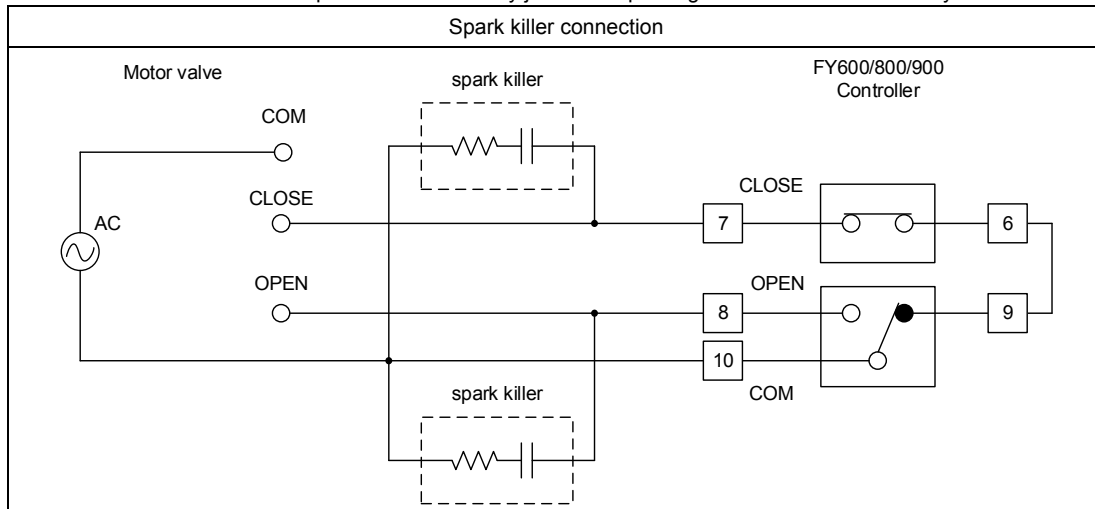 Spark killer connection
Motor valve
spark killer
FY600/800/900
Controller
COM
CLOSE
CLOSE
7
6
AC
OPEN
OPEN
8
9
10
COM
spark killer